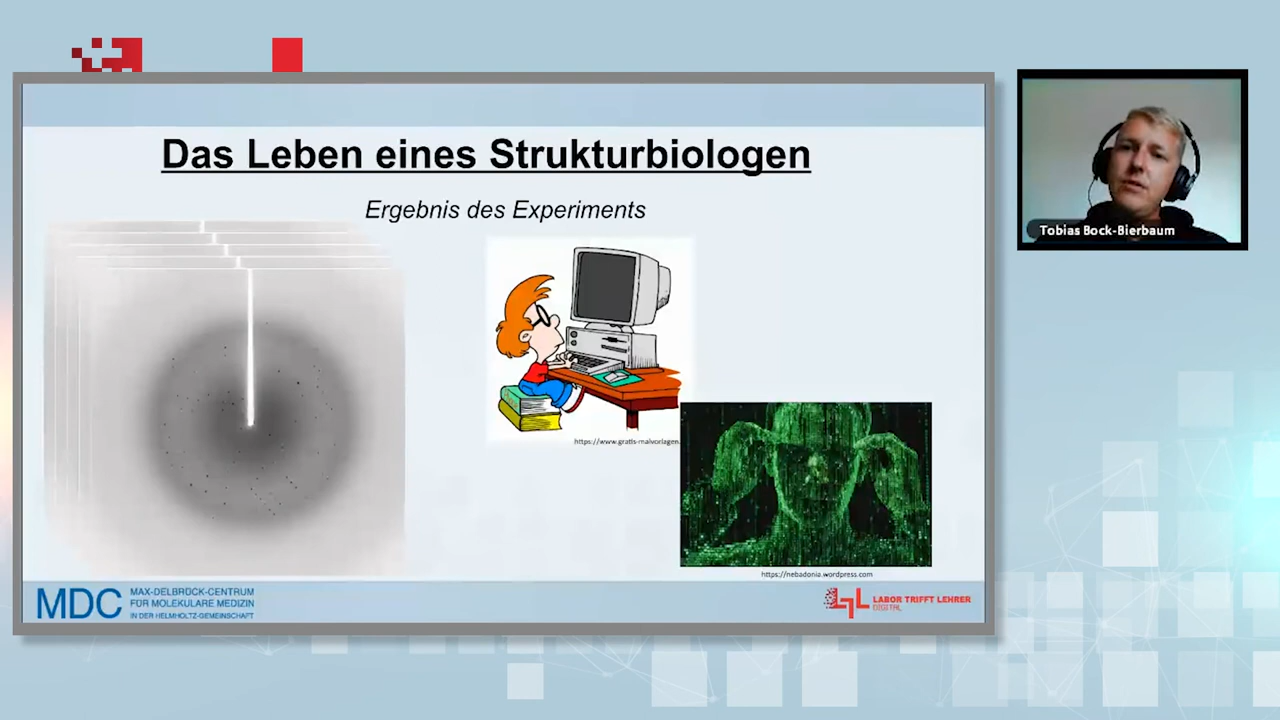 Das Leben eines Strukturbiologen
Ergebnis des Experiments
Tobias Bock-Bierbaum
https://www.gratis-malvorlagen.
https://nebadonia.wordpress.com
MDC
MAX-DELBRÜCK-CENTRUM
FÜR MOLEKULARE MEDIZIN
IN DER HELMHOLTZ-GEMEINSCHAFT
LTL
LABOR TRIFFT LEHRER
DIGITAL